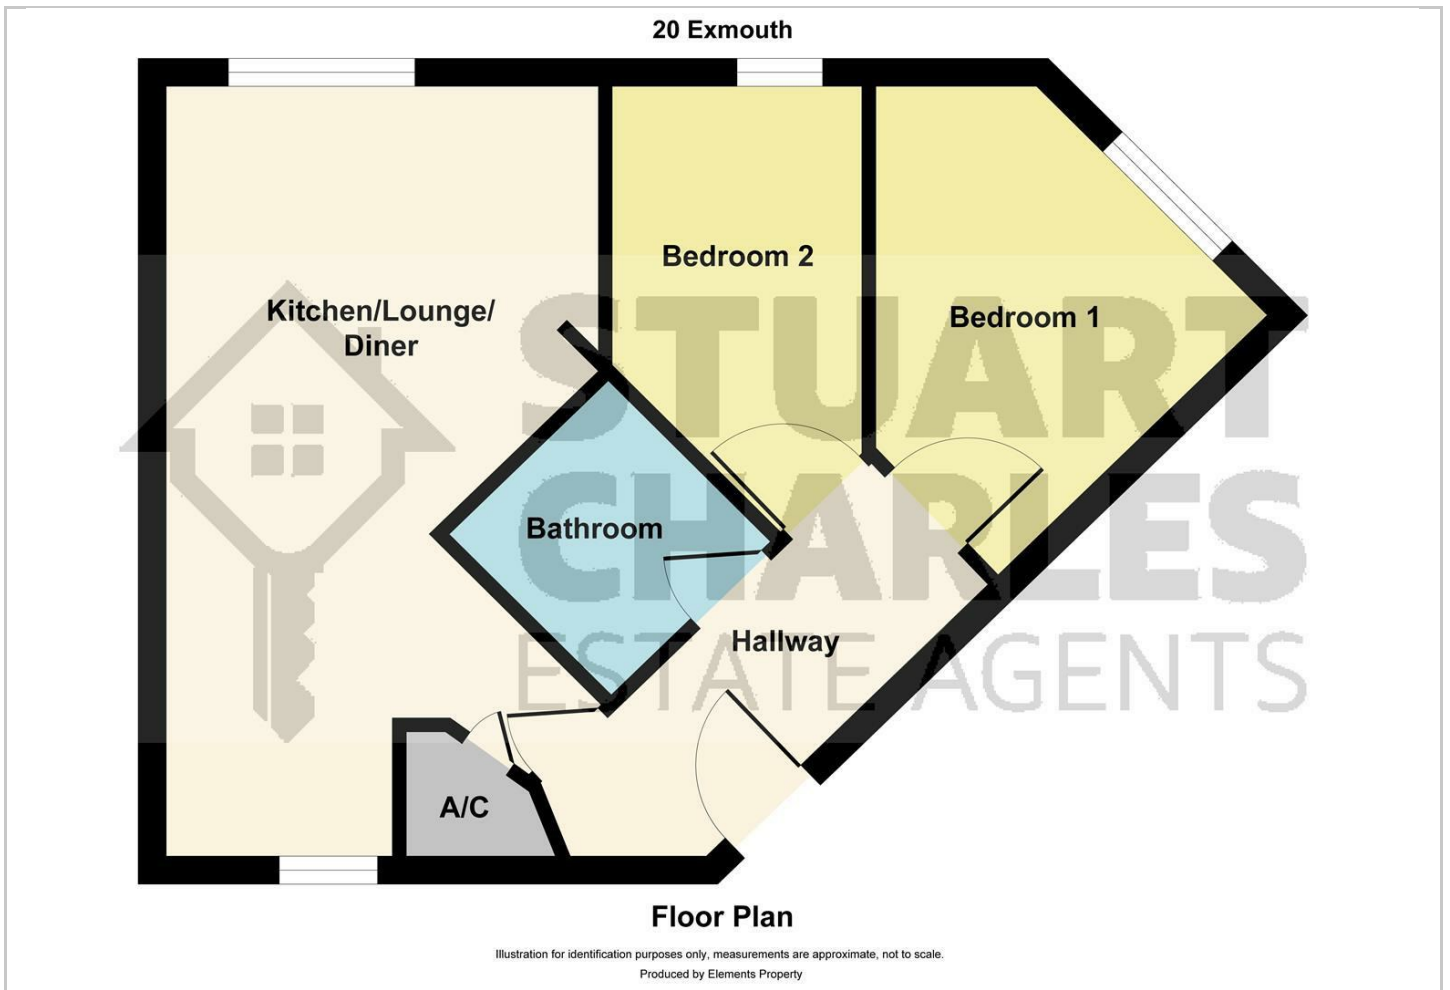 20 Exmouth
Bedroom 2
Kitchen/Lounge/
Diner
Bedroom 1
STUART
CHARLES
ESTATE AGENTS
Bathroom
Hallway
A/C
Floor Plan
Illustration for identification purposes only, measurements are approximate, not to scale.
Produced by Elements Property